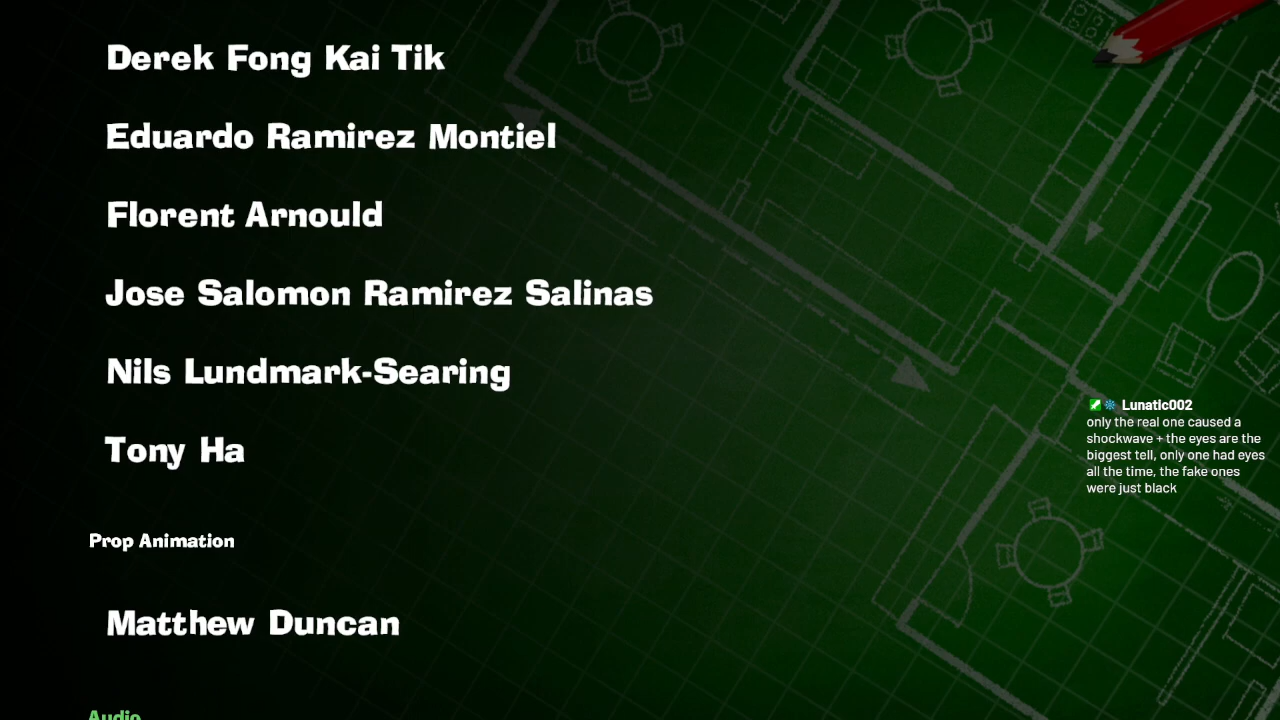 Derek Fong Kai Tik
Eduardo Ramirez Montiel
Florent Arnould
Jose Salomon Ramirez Salinas
Nils Lundmark-Searing
Tony Ha
Prop Animation
Matthew Duncan
Audio
Lunatic002
only the real one caused a
shockwave + the eyes are the
biggest tell, only one had eyes
all the time, the fake ones
were just black